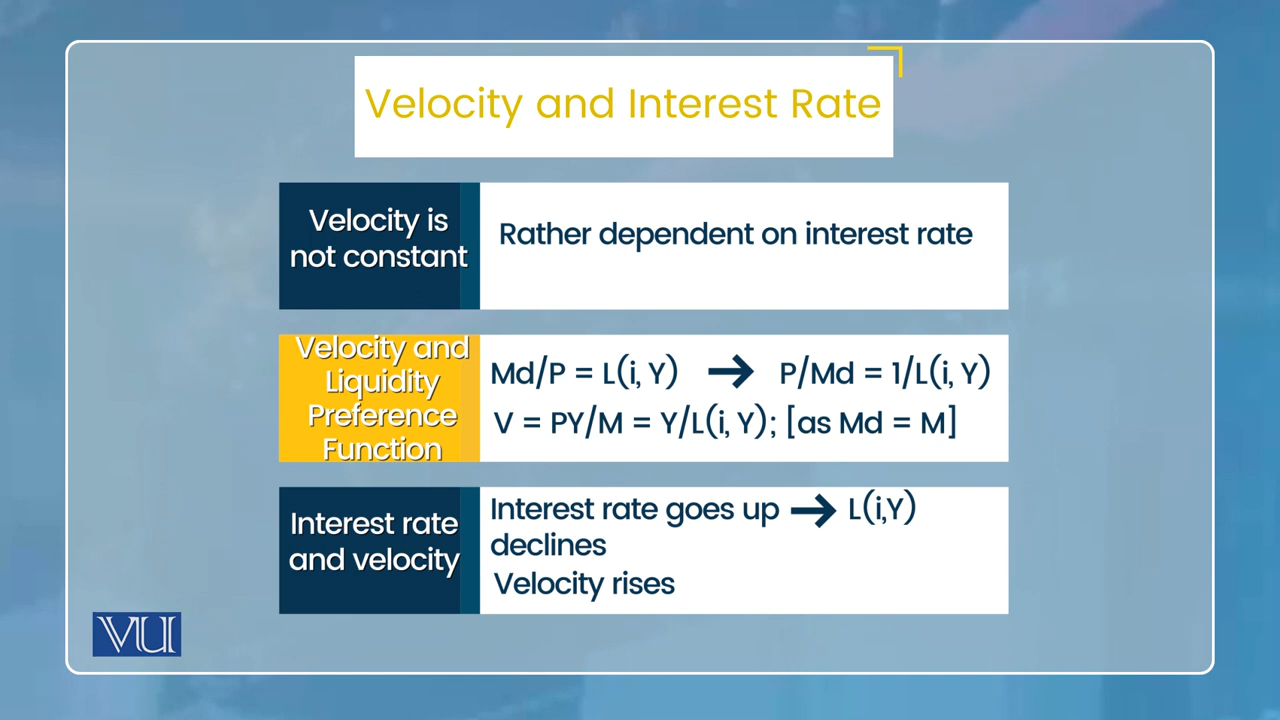 Velocity and Interest Rate
Velocity is
not constant
Rather dependent on interest rate
Velocity and
Liquidity
Preference
Function
Md/P = L(i, Y) → P/Md = 1/L(i, Y)
V = PY/M = Y/L(i, Y); [as Md = M]
Interest rate
and velocity
Interest rate goes up → L(i,Y)
declines
Velocity rises
VU